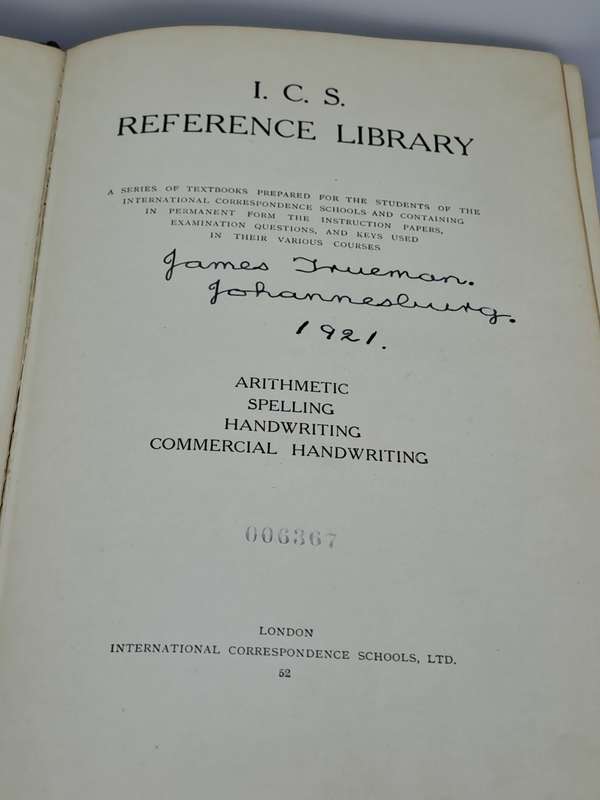 I. C. S.
REFERENCE LIBRARY
A SERIES OF TEXTBOOKS PREPARED FOR THE STUDENTS OF THE
INTERNATIONAL CORRESPONDENCE SCHOOLS AND CONTAINING
IN PERMANENT FORM THE INSTRUCTION PAPERS,
EXAMINATION QUESTIONS, AND KEYS USED
IN THEIR VARIOUS COURSES
James Trueman.
Johannesburg.
1921.
ARITHMETIC
SPELLING
HANDWRITING
COMMERCIAL HANDWRITING
006367
LONDON
INTERNATIONAL CORRESPONDENCE SCHOOLS, LTD.
52